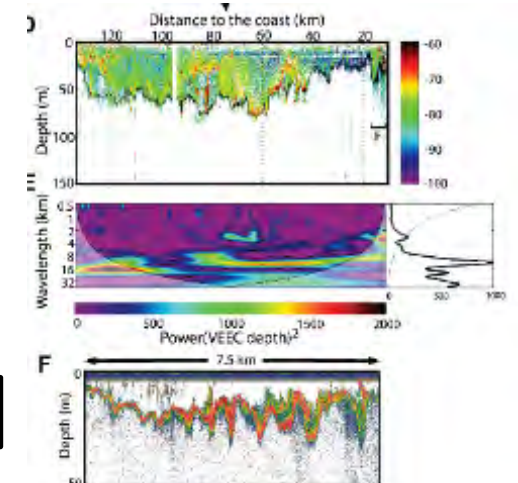 Distance to the coast (km)
120 100 80 60 40 20
0
50
100
150
Depth (m)
-60
-70
-80
-90
-100
F
Wavelength (km)
0.5
1
2
4
8
16
32
0 500 1000
0 500 1000 1500 2000
Power(VEEC depth)2
F
7.5 km
0
Depth (m)
50